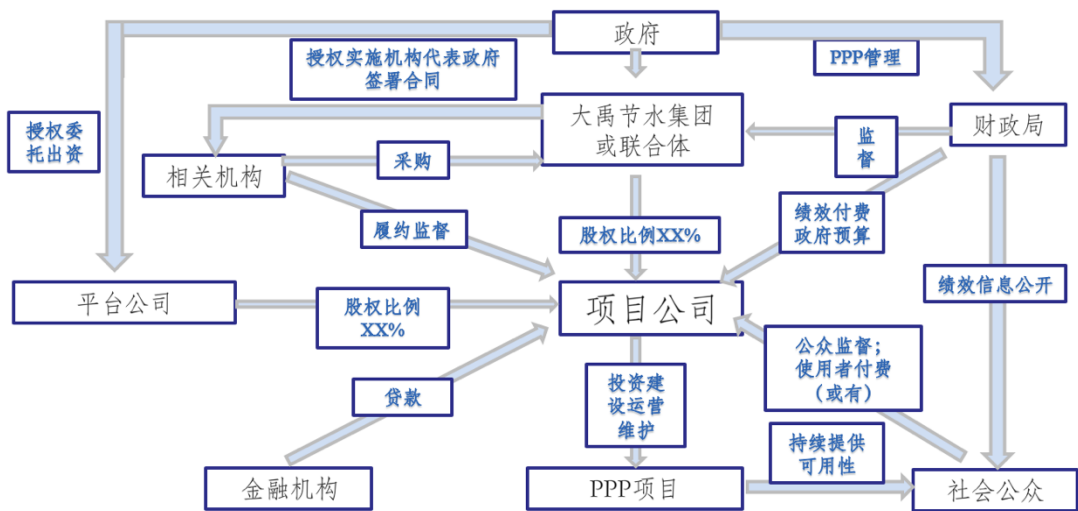 政府
授权实施机构代表政府
签署合同
PPP管理
授权委
托出资
大禹节水集团
或联合体
财政局
监
督
相关机构
采购
履约监督
股权比例XX%
绩效付费
政府预算
绩效信息公开
平台公司
股权比例
XX%
项目公司
公众监督；
使用者付费
（或有）
贷款
投资建
设运营
维护
持续提供
可用性
金融机构
PPP项目
社会公众